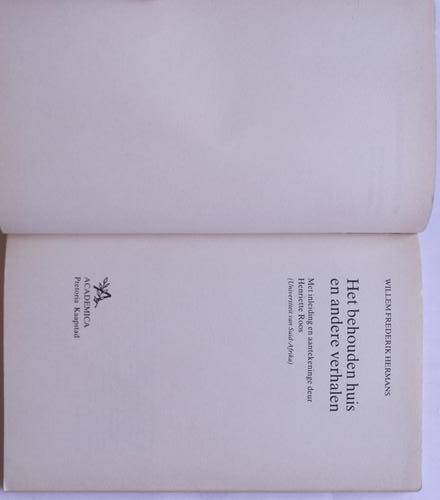 WILLEM FREDERIK HERMANS
Het behouden huis
en andere verhalen
Met inleiding en aantekeninge deur
Henriette Roos
(Universiteit van Suid-Afrika)
ACADEMICA
Pretoria Kaapstad